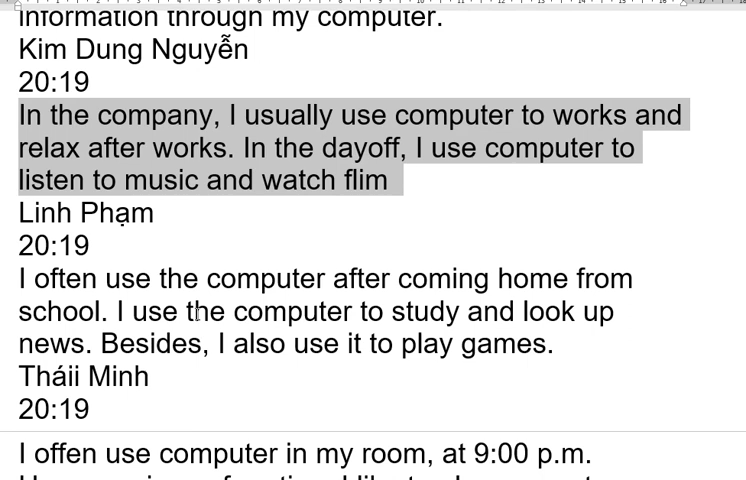 information through my computer.
Kim Dung Nguyễn
20:19
In the company, I usually use computer to works and
relax after works. In the dayoff, I use computer to
listen to music and watch flim
Linh Phạm
20:19
I often use the computer after coming home from
school. I use the computer to study and look up
news. Besides, I also use it to play games.
Tháii Minh
20:19
I offen use computer in my room, at 9:00 p.m.